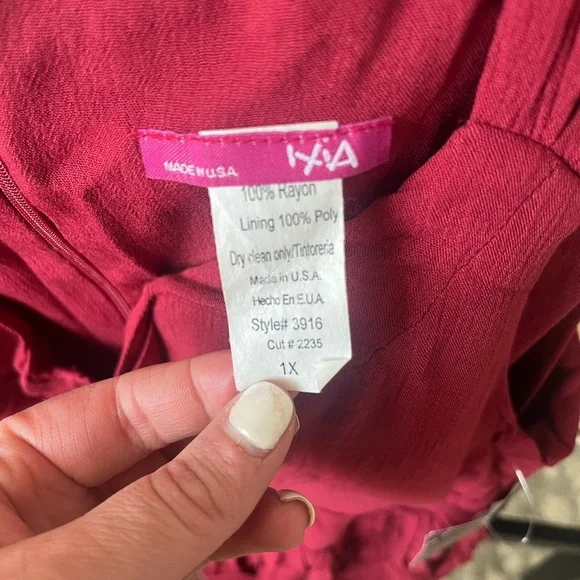 MADE IN U.S.A. IXIA
100% Rayon
Lining 100% Poly
Dry clean only/Tintoreria
Made in U.S.A.
Hecho En E.U.A.
Style# 3916
Cut # 2235
1X